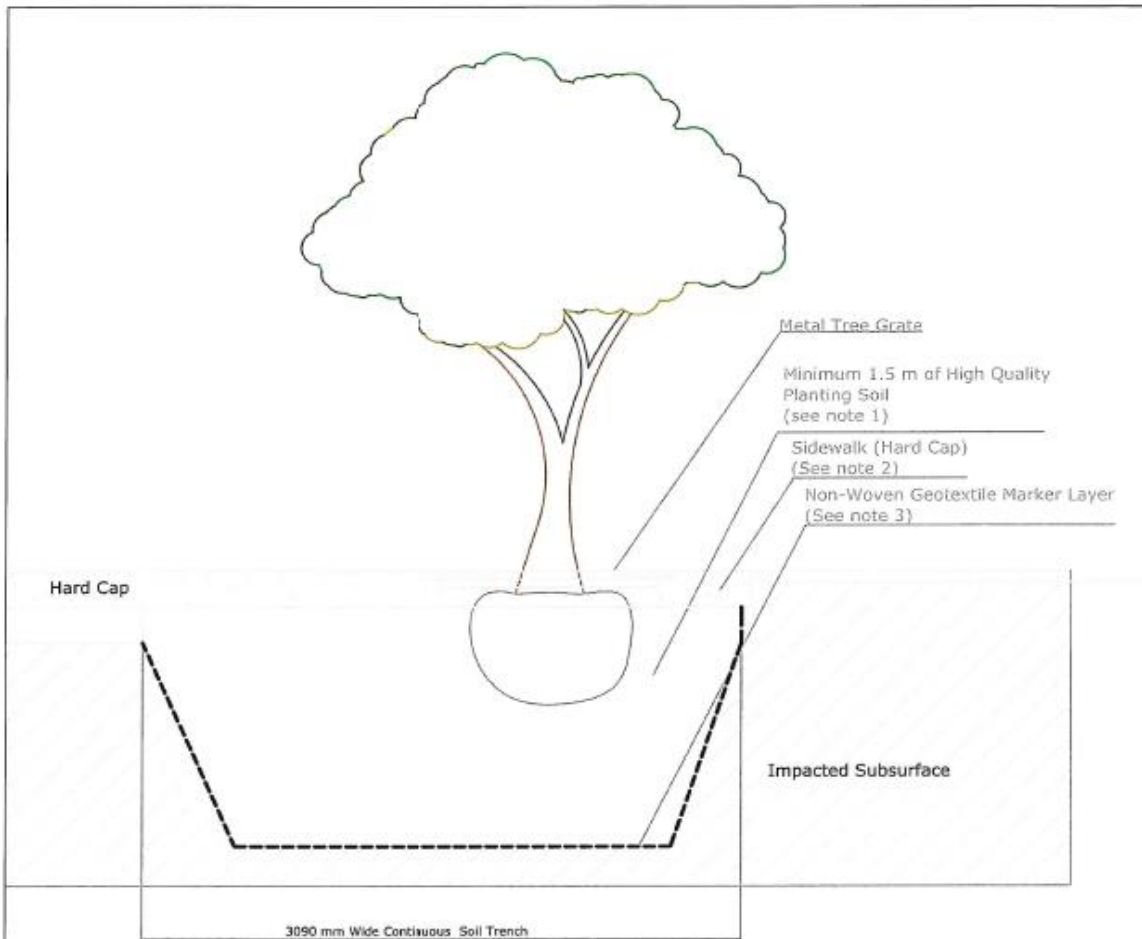 Metal Tree Grate
Minimum 1.5 m of High Quality
Planting Soil
(see note 1)
Sidewalk (Hard Cap)
(See note 2)
Non-Woven Geotextile Marker Layer
(See note 3)
Hard Cap
Impacted Subsurface
3090 mm Wide Continuous Soil Trench